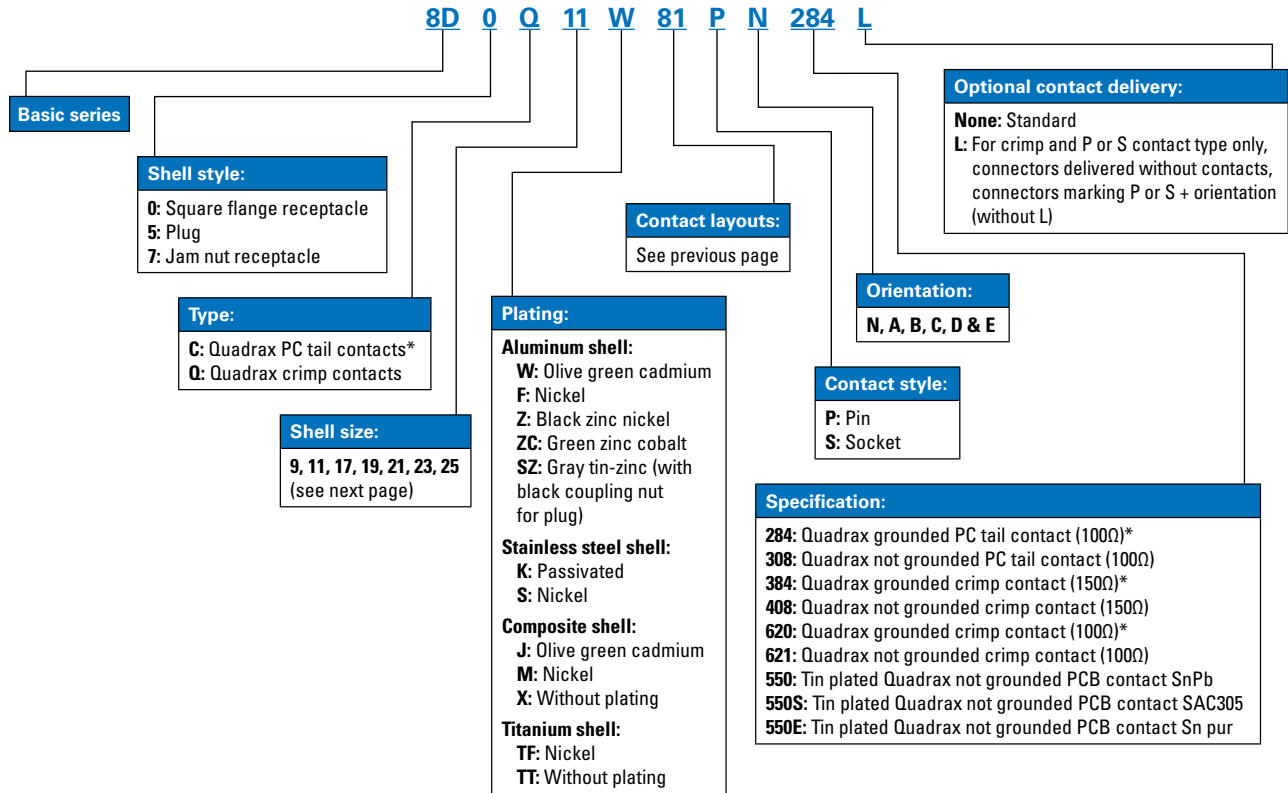 8D 0 Q 11 W 81 P N 284 L
Basic series
Shell style:
0: Square flange receptacle
5: Plug
7: Jam nut receptacle
Type:
C: Quadrax PC tail contacts*
Q: Quadrax crimp contacts
Shell size:
9, 11, 17, 19, 21, 23, 25
(see next page)
Plating:
Aluminum shell:
W: Olive green cadmium
F: Nickel
Z: Black zinc nickel
ZC: Green zinc cobalt
SZ: Gray tin-zinc (with
black coupling nut
for plug)
Stainless steel shell:
K: Passivated
S: Nickel
Composite shell:
J: Olive green cadmium
M: Nickel
X: Without plating
Titanium shell:
TF: Nickel
TT: Without plating
Contact layouts:
See previous page
Contact style:
P: Pin
S: Socket
Orientation:
N, A, B, C, D & E
Specification:
284: Quadrax grounded PC tail contact (100Ω)*
308: Quadrax not grounded PC tail contact (100Ω)
384: Quadrax grounded crimp contact (150Ω)*
408: Quadrax not grounded crimp contact (150Ω)
620: Quadrax grounded crimp contact (100Ω)*
621: Quadrax not grounded crimp contact (100Ω)
550: Tin plated Quadrax not grounded PCB contact SnPb
550S: Tin plated Quadrax not grounded PCB contact SAC305
550E: Tin plated Quadrax not grounded PCB contact Sn pur
Optional contact delivery:
None: Standard
L: For crimp and P or S contact type only,
connectors delivered without contacts,
connectors marking P or S + orientation
(without L)